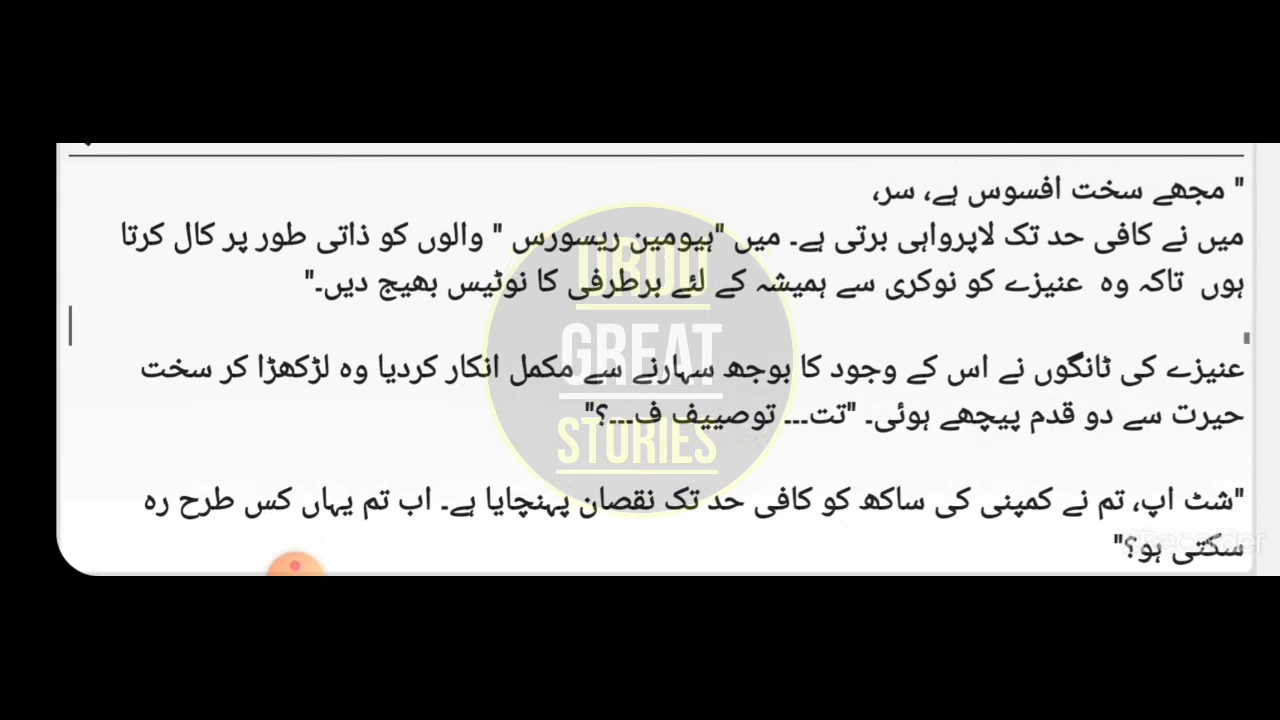 " مجھے سخت افسوس ہے، سر،
میں نے کافی حد تک لاپرواہی برتی ہے۔ میں "ہیومین ریسورس " والوں کو ذاتی طور پر کال کرتا
ہوں تاکہ وہ عنیزے کو نوکری سے ہمیشہ کے لئے برطرفی کا نوٹیس بھیج دیں۔"
عنیزے کی ٹانگوں نے اس کے وجود کا بوجھ سہارنے سے مکمل انکار کردیا وہ لڑکھڑا کر سخت
حیرت سے دو قدم پیچھے ہوئی۔ "تت... توصییف ف...؟"
"شٹ اپ، تم نے کمپنی کی ساکھ کو کافی حد تک نقصان پہنچایا ہے۔ اب تم یہاں کس طرح رہ
سکتی ہو؟"
URDU
GREAT
STORIES